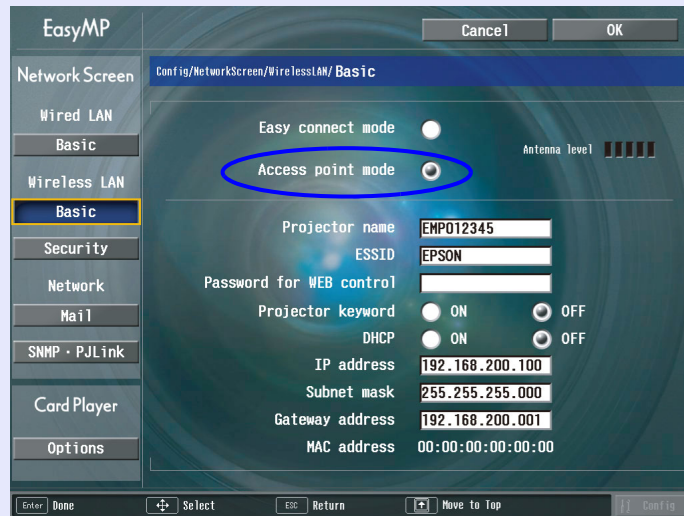 EasyMP
Cancel
OK
Network Screen
Config/NetworkScreen/WirelessLAN/Basic
Wired LAN
Basic
Wireless LAN
Basic
Security
Network
Mail
SNMP・PJLink
Card Player
Options
Easy connect mode
Antenna level
Access point mode
Projector name EMP012345
ESSID EPSON
Password for WEB control
Projector keyword ON OFF
DHCP ON OFF
IP address 192.168.200.100
Subnet mask 255.255.255.000
Gateway address 192.168.200.001
MAC address 00:00:00:00:00:00
Enter Done Select ESC Return Move to Top Config